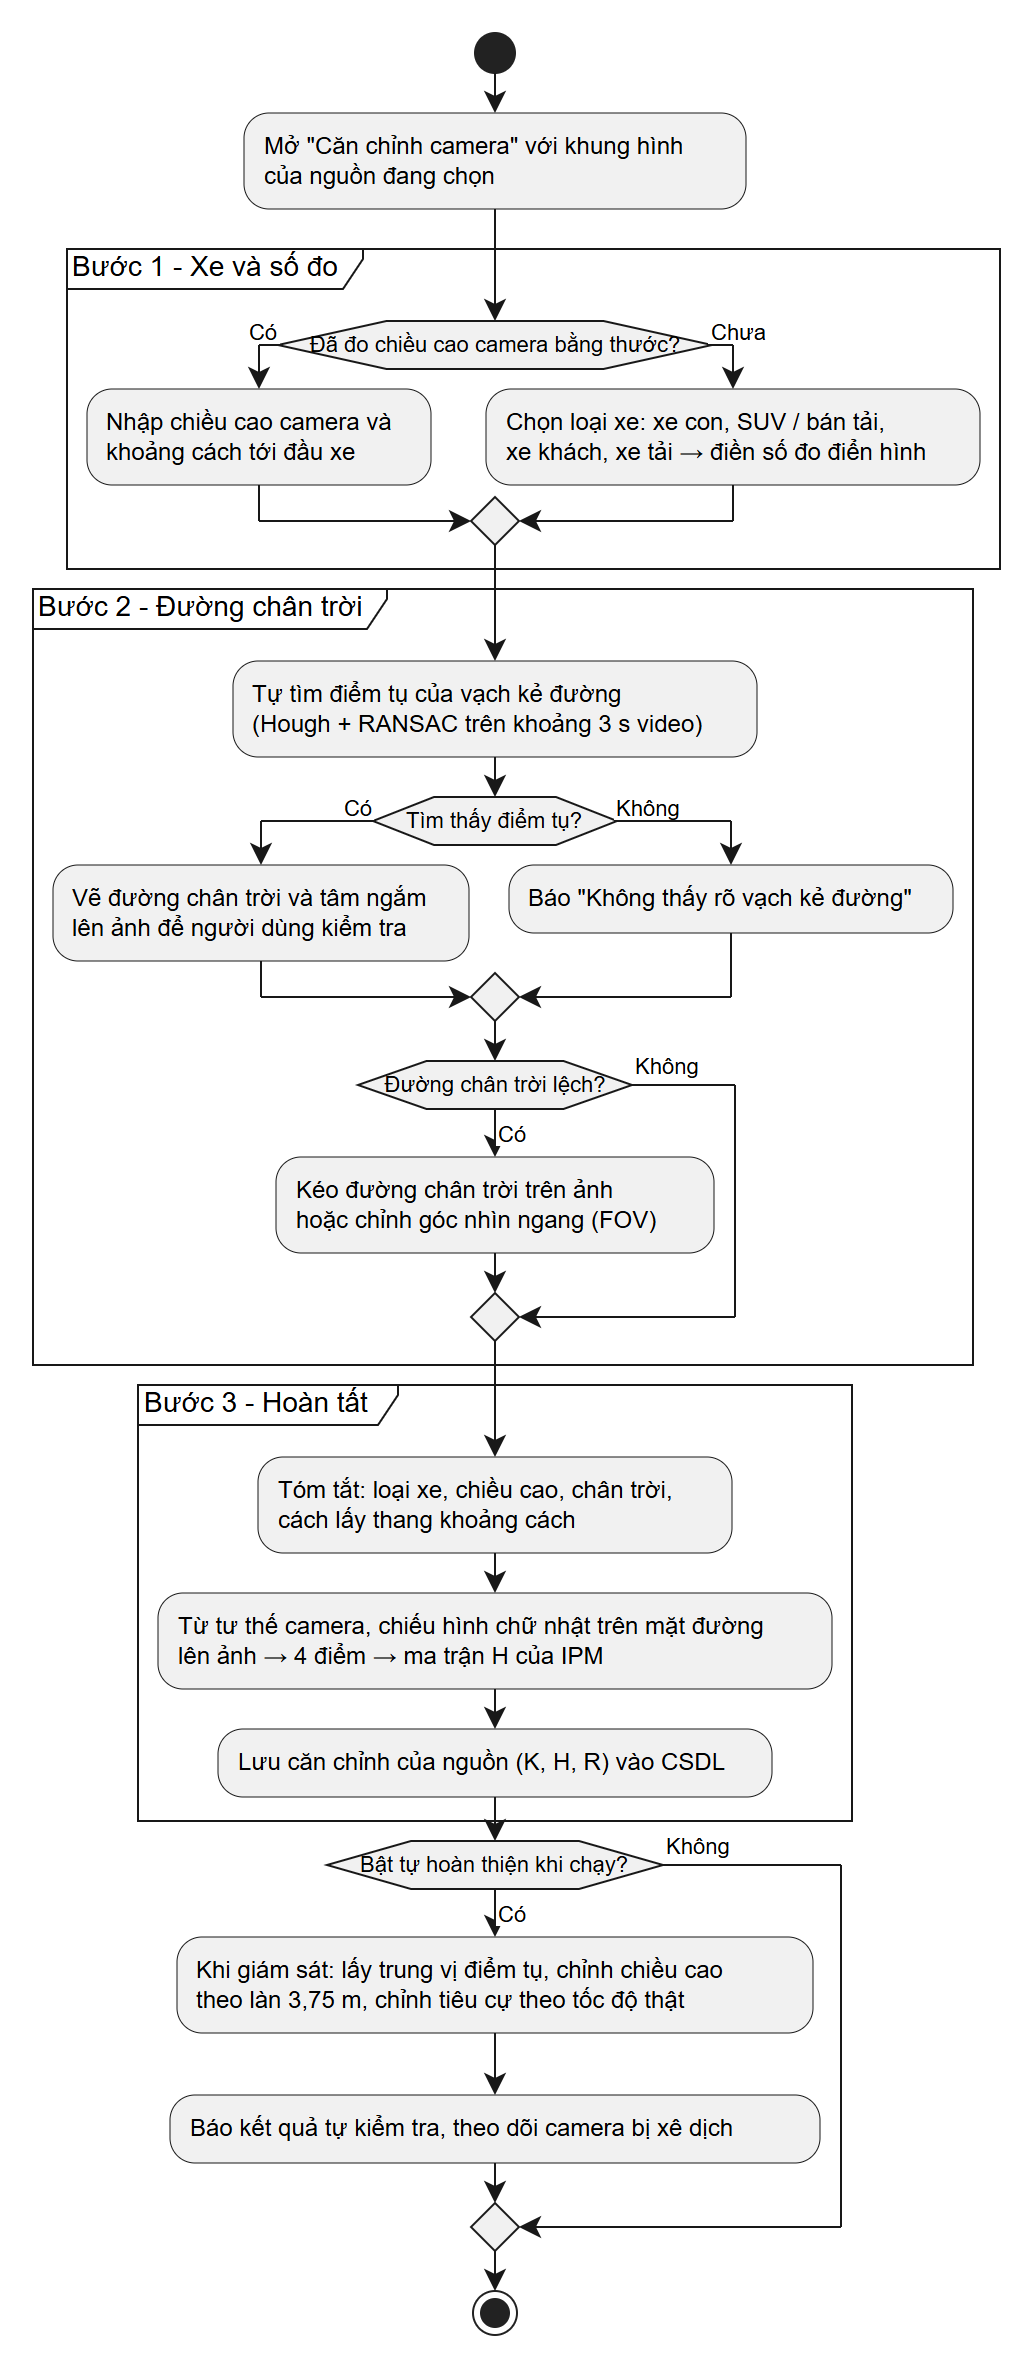 Mở "Căn chỉnh camera" với khung hình
của nguồn đang chọn
Bước 1 - Xe và số đo
Có
Đã đo chiều cao camera bằng thước?
Chưa
Nhập chiều cao camera và
khoảng cách tới đầu xe
Chọn loại xe: xe con, SUV / bán tải,
xe khách, xe tải → điền số đo điển hình
Bước 2 - Đường chân trời
Tự tìm điểm tụ của vạch kẻ đường
(Hough + RANSAC trên khoảng 3 s video)
Có
Tìm thấy điểm tụ?
Không
Vẽ đường chân trời và tâm ngắm
lên ảnh để người dùng kiểm tra
Báo "Không thấy rõ vạch kẻ đường"
Đường chân trời lệch?
Không
Có
Kéo đường chân trời trên ảnh
hoặc chỉnh góc nhìn ngang (FOV)
Bước 3 - Hoàn tất
Tóm tắt: loại xe, chiều cao, chân trời,
cách lấy thang khoảng cách
Từ tư thế camera, chiếu hình chữ nhật trên mặt đường
lên ảnh → 4 điểm → ma trận H của IPM
Lưu căn chỉnh của nguồn (K, H, R) vào CSDL
Bật tự hoàn thiện khi chạy?
Không
Có
Khi giám sát: lấy trung vị điểm tụ, chỉnh chiều cao
theo làn 3,75 m, chỉnh tiêu cự theo tốc độ thật
Báo kết quả tự kiểm tra, theo dõi camera bị xê dịch